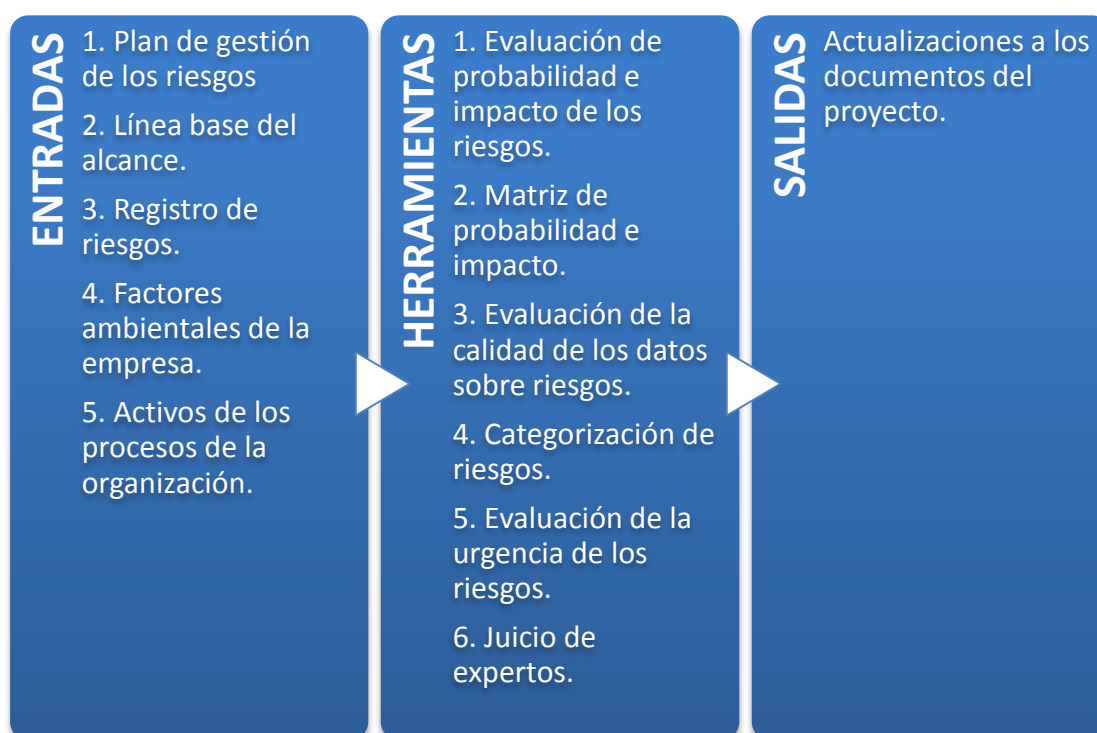 ENTRADAS
1. Plan de gestión
de los riesgos
2. Línea base del
alcance.
3. Registro de
riesgos.
4. Factores
ambientales de la
empresa.
5. Activos de los
procesos de la
organización.
HERRAMIENTAS
1. Evaluación de
probabilidad e
impacto de los
riesgos.
2. Matriz de
probabilidad e
impacto.
3. Evaluación de la
calidad de los datos
sobre riesgos.
4. Categorización de
riesgos.
5. Evaluación de la
urgencia de los
riesgos.
6. Juicio de
expertos.
SALIDAS
Actualizaciones a los
documentos del
proyecto.